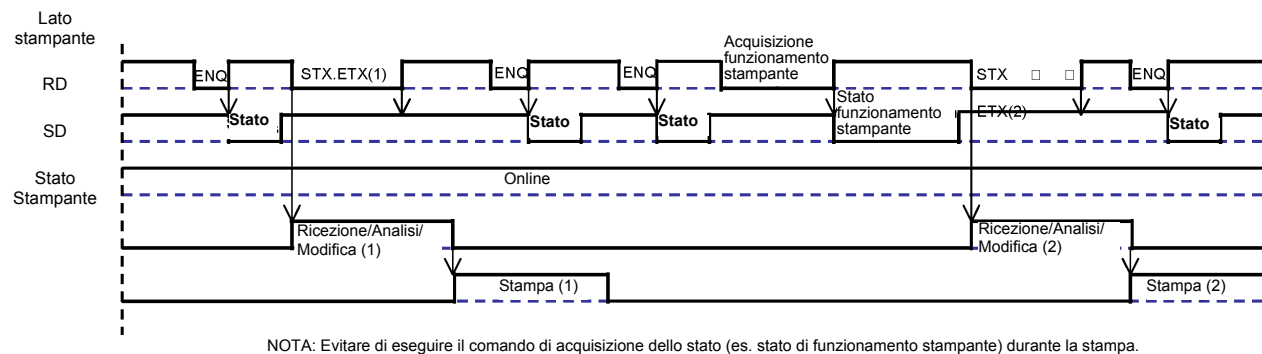 Lato
stampante
RD
ENQ
STX.ETX(1)
ENQ
ENQ
Acquisizione
funzionamento
stampante
STX □ □
ETX(2)
ENQ
SD
Stato
Stato
Stato
Stato
funzionamento
stampante
Stato
Stato
Stampante
Online
Ricezione/Analisi/
Modifica (1)
Ricezione/Analisi/
Modifica (2)
Stampa (1)
Stampa (2)
NOTA: Evitare di eseguire il comando di acquisizione dello stato (es. stato di funzionamento stampante) durante la stampa.